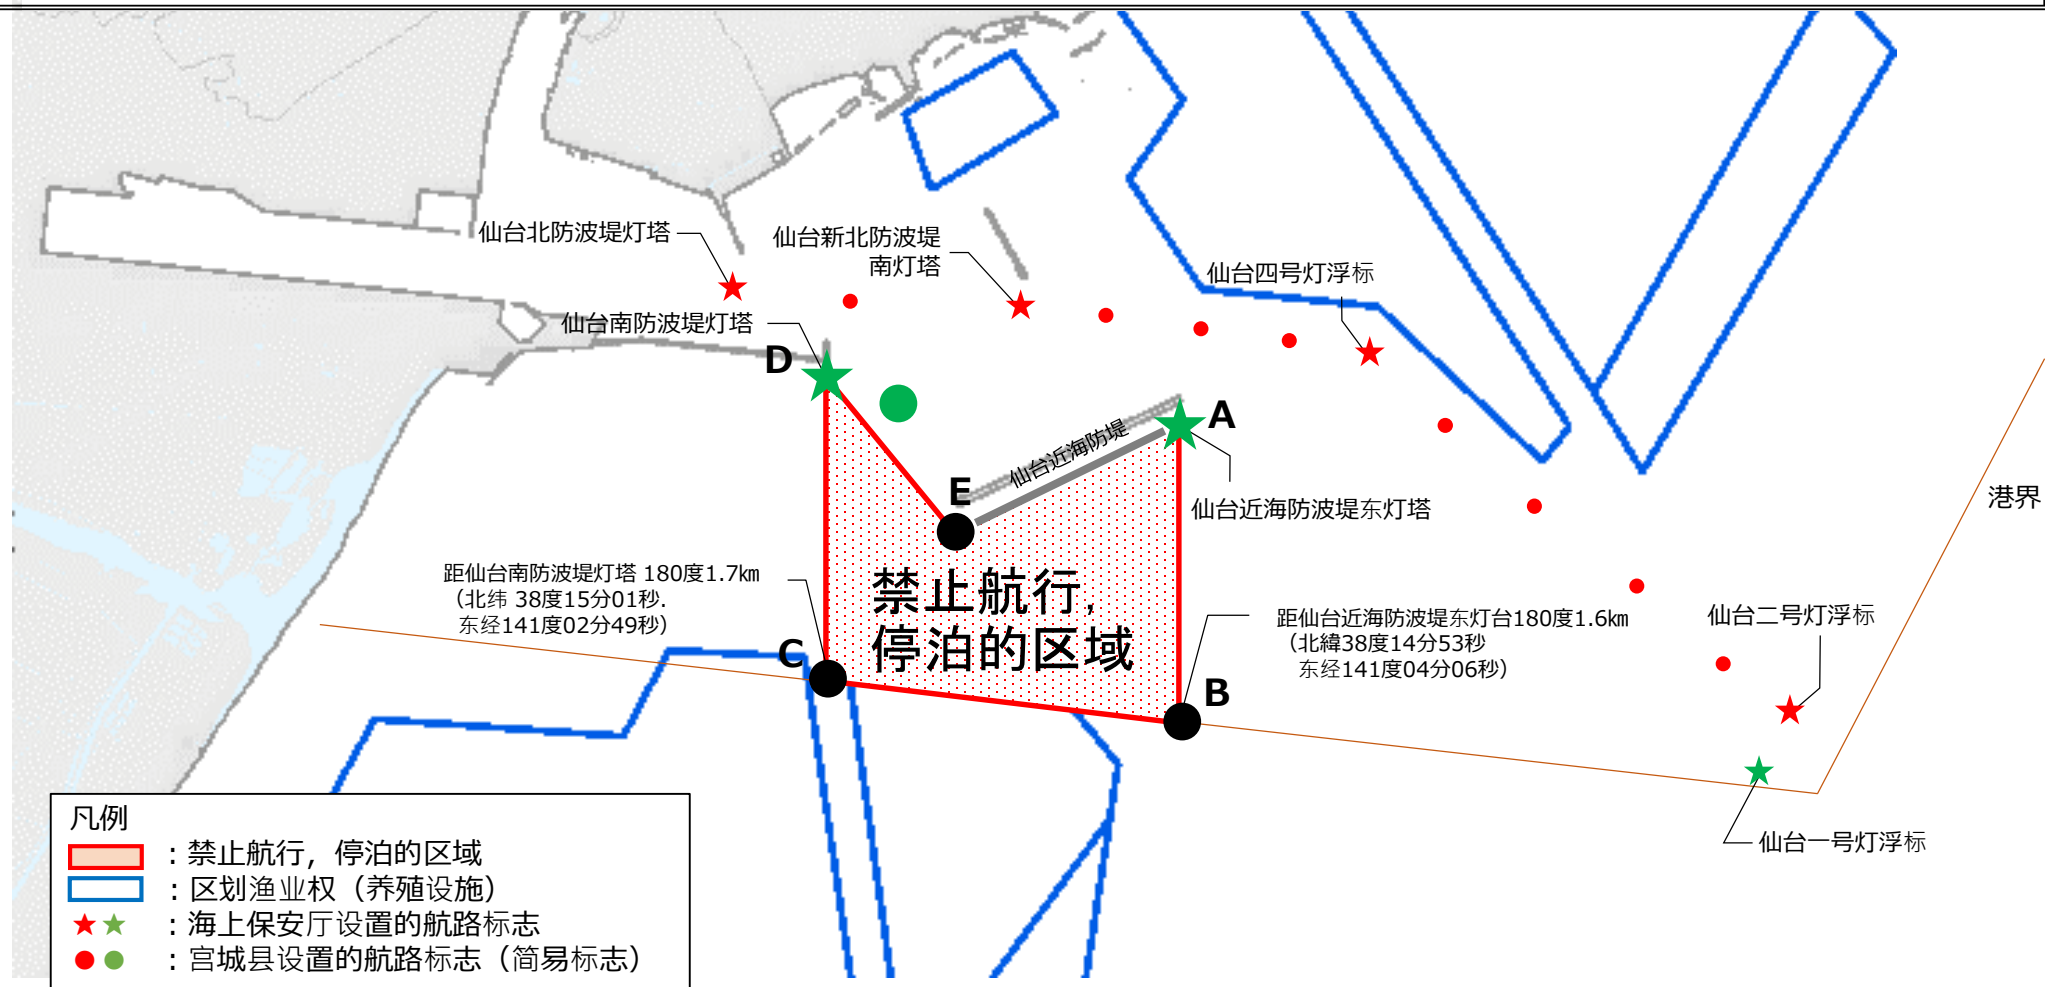 仙台北防波堤灯塔
仙台新北防波堤
南灯塔
仙台四号灯浮标
仙台南防波堤灯塔
D
A
仙台近海防堤
E
仙台近海防波堤东灯塔
港界
距仙台南防波堤灯塔 180度1.7㎞
（北纬 38度15分01秒.
东经141度02分49秒）
禁止航行,
停泊的区域
距仙台近海防波堤东灯台180度1.6㎞
（北緯38度14分53秒
东经141度04分06秒）
仙台二号灯浮标
C
B
仙台一号灯浮标
凡例
：禁止航行，停泊的区域
：区划渔业权（养殖设施）
：海上保安厅设置的航路标志
：宫城县设置的航路标志（简易标志）